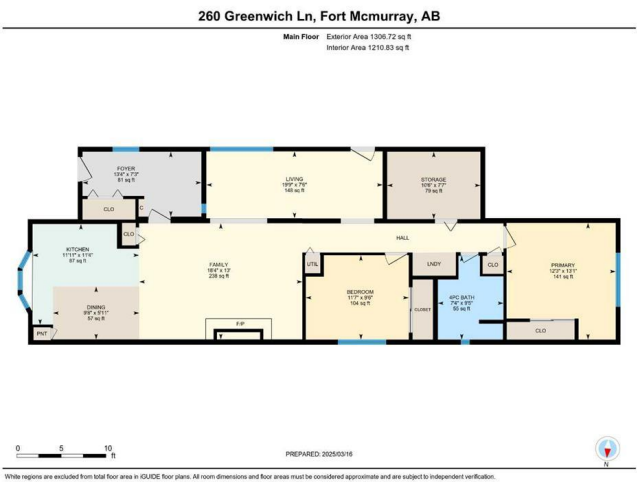 260 Greenwich Ln, Fort Mcmurray, AB
Main Floor Exterior Area 1306.72 sq ft
Interior Area 1210.83 sq ft
FOYER
13'4" x 7'3"
81 sq ft
LIVING
19'9" x 7'6"
148 sq ft
STORAGE
10'6" x 7'7"
79 sq ft
CLO
C
KITCHEN
11'11" x 11'4"
87 sq ft
CLO
FAMILY
18'4" x 13'
238 sq ft
HALL
UTIL
LNDY
CLO
PRIMARY
12'3" x 13'1"
141 sq ft
BEDROOM
11'7" x 9'6"
104 sq ft
4PC BATH
7'4" x 9'5"
55 sq ft
DINING
9'6" x 5'11"
57 sq ft
CLOSET
F/P
PNT
CLO
0 5 10
ft
PREPARED: 2025/03/16
N
White regions are excluded from total floor area in iGUIDE floor plans. All room dimensions and floor areas must be considered approximate and are subject to independent verification.